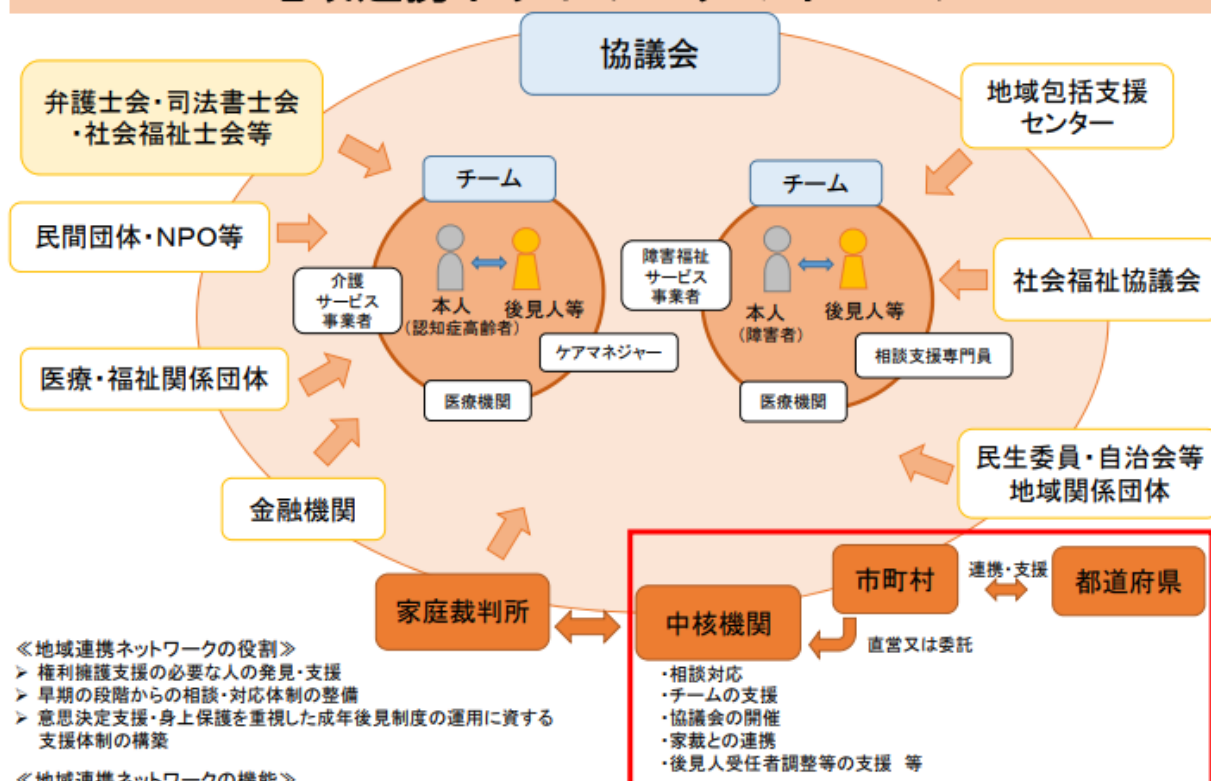 協議会
弁護士会・司法書士会
・社会福祉士会等
地域包括支援
センター
チーム
チーム
民間団体・NPO等
介護
サービス
事業者
本人
(認知症高齢者)
後見人等
ケアマネジャー
医療機関
障害福祉
サービス
事業者
本人
(障害者)
後見人等
相談支援専門員
医療機関
社会福祉協議会
医療・福祉関係団体
金融機関
民生委員・自治会等
地域関係団体
家庭裁判所
中核機関
市町村
連携・支援
都道府県
直営又は委託
・相談対応
・チームの支援
・協議会の開催
・家裁との連携
・後見人受任者調整等の支援 等
≪地域連携ネットワークの役割≫
➢ 権利擁護支援の必要な人の発見・支援
➢ 早期の段階からの相談・対応体制の整備
➢ 意思決定支援・身上保護を重視した成年後見制度の運用に資する
支援体制の構築
≪地域連携ネットワークの機能≫